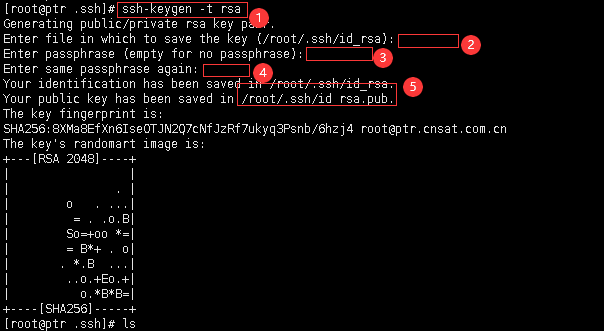 [root@ptr .ssh]# ssh-keygen -t rsa
1
Generating public/private rsa key pair.
Enter file in which to save the key (/root/.ssh/id_rsa):
2
Enter passphrase (empty for no passphrase):
3
Enter same passphrase again:
4
Your identification has been saved in /root/.ssh/id_rsa.
5
Your public key has been saved in /root/.ssh/id_rsa.pub.
The key fingerprint is:
SHA256:8XMa8EfXn6IseOTJN2Q7cNfJzRf7ukyq3Psnb/6hzj4 root@ptr.cnsat.com.cn
The key's randomart image is:
+---[RSA 2048]----+
|                 |
|               . |
|        o   . ...|
|         = . .o.B|
|        So=+oo *=|
|        = B*+ . o|
|       . *.B  ...|
|        ..o.+Eo.+|
|          o.*B*B=|
+----[SHA256]-----+
[root@ptr .ssh]# ls